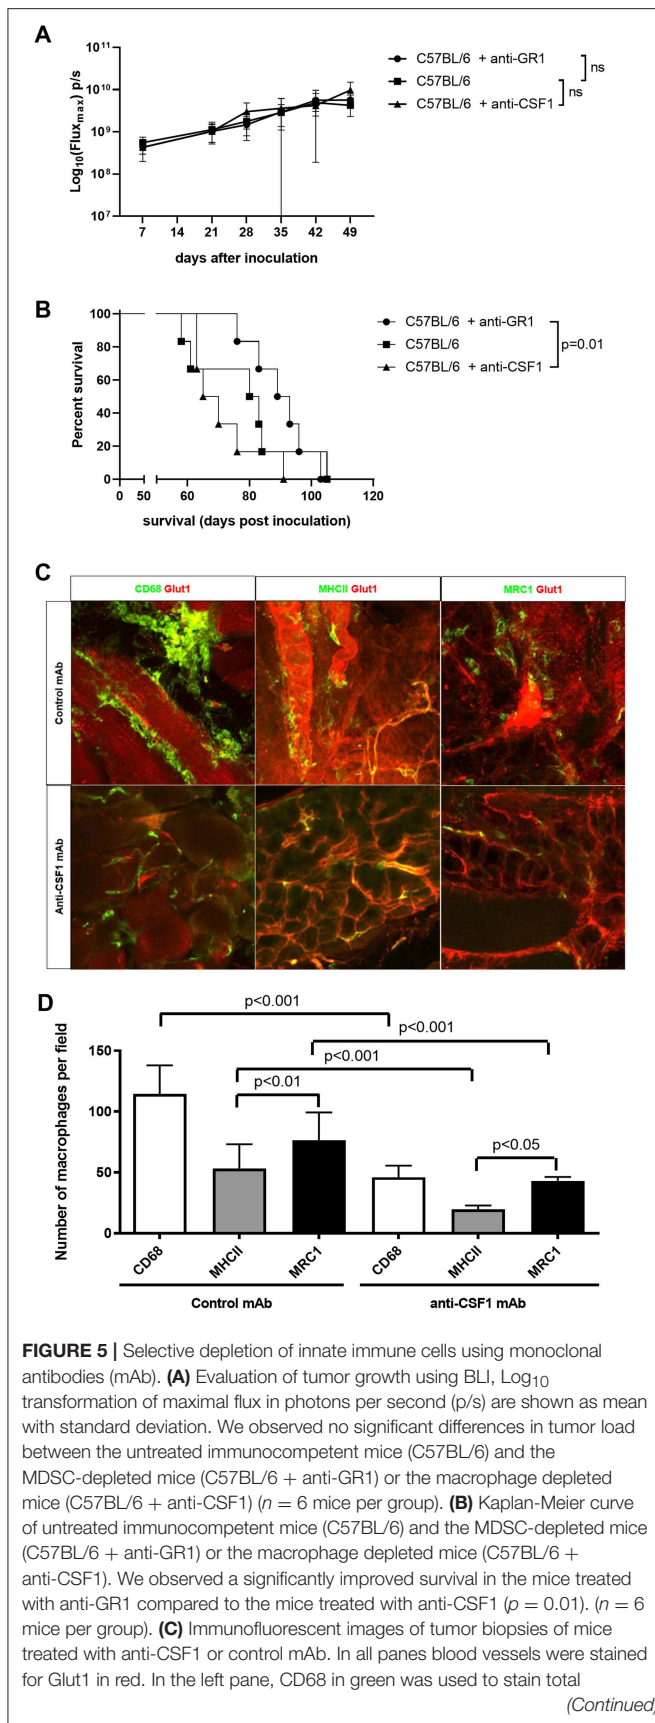 A
Log10(Fluxmax) p/s
10^11
10^10
10^9
10^8
10^7
7 14 21 28 35 42 49
days after inoculation
C57BL/6 + anti-GR1
C57BL/6
C57BL/6 + anti-CSF1
ns
ns
B
Percent survival
100
80
60
40
20
0
0 50 60 80 100 120
survival (days post inoculation)
C57BL/6 + anti-GR1
C57BL/6
C57BL/6 + anti-CSF1
p=0.01
C
CD68 Glut1 MHCII Glut1 MRC1 Glut1
Control mAb
Anti-CSF1 mAb
D
p<0.001
p<0.001
p<0.001
p<0.01
p<0.05
Number of macrophages per field
150
100
50
0
CD68 MHCII MRC1 CD68 MHCII MRC1
Control mAb anti-CSF1 mAb
FIGURE 5 | Selective depletion of innate immune cells using monoclonal
antibodies (mAb). (A) Evaluation of tumor growth using BLI, Log10
transformation of maximal flux in photons per second (p/s) are shown as mean
with standard deviation. We observed no significant differences in tumor load
between the untreated immunocompetent mice (C57BL/6) and the
MDSC-depleted mice (C57BL/6 + anti-GR1) or the macrophage depleted
mice (C57BL/6 + anti-CSF1) (n = 6 mice per group). (B) Kaplan-Meier curve
of untreated immunocompetent mice (C57BL/6) and the MDSC-depleted mice
(C57BL/6 + anti-GR1) or the macrophage depleted mice (C57BL/6 +
anti-CSF1). We observed a significantly improved survival in the mice treated
with anti-GR1 compared to the mice treated with anti-CSF1 (p = 0.01). (n = 6
mice per group). (C) Immunofluorescent images of tumor biopsies of mice
treated with anti-CSF1 or control mAb. In all panes blood vessels were stained
for Glut1 in red. In the left pane, CD68 in green was used to stain total
(Continued)